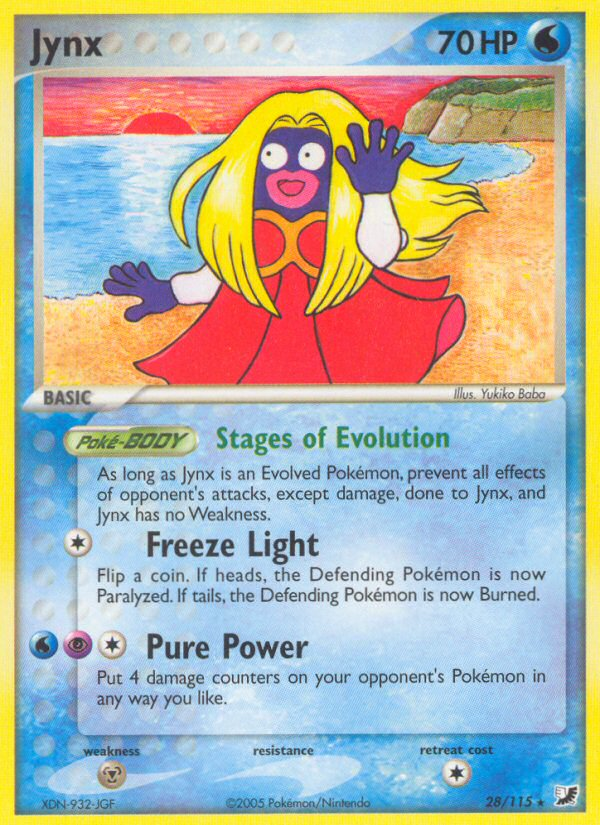 Jynx
70 HP
BASIC
Illus. Yukiko Baba
Poké-BODY Stages of Evolution
As long as Jynx is an Evolved Pokémon, prevent all effects
of opponent's attacks, except damage, done to Jynx, and
Jynx has no Weakness.
Freeze Light
Flip a coin. If heads, the Defending Pokémon is now
Paralyzed. If tails, the Defending Pokémon is now Burned.
Pure Power
Put 4 damage counters on your opponent's Pokémon in
any way you like.
weakness resistance retreat cost
XDN-932-JGF ©2005 Pokémon/Nintendo 28/115 ★